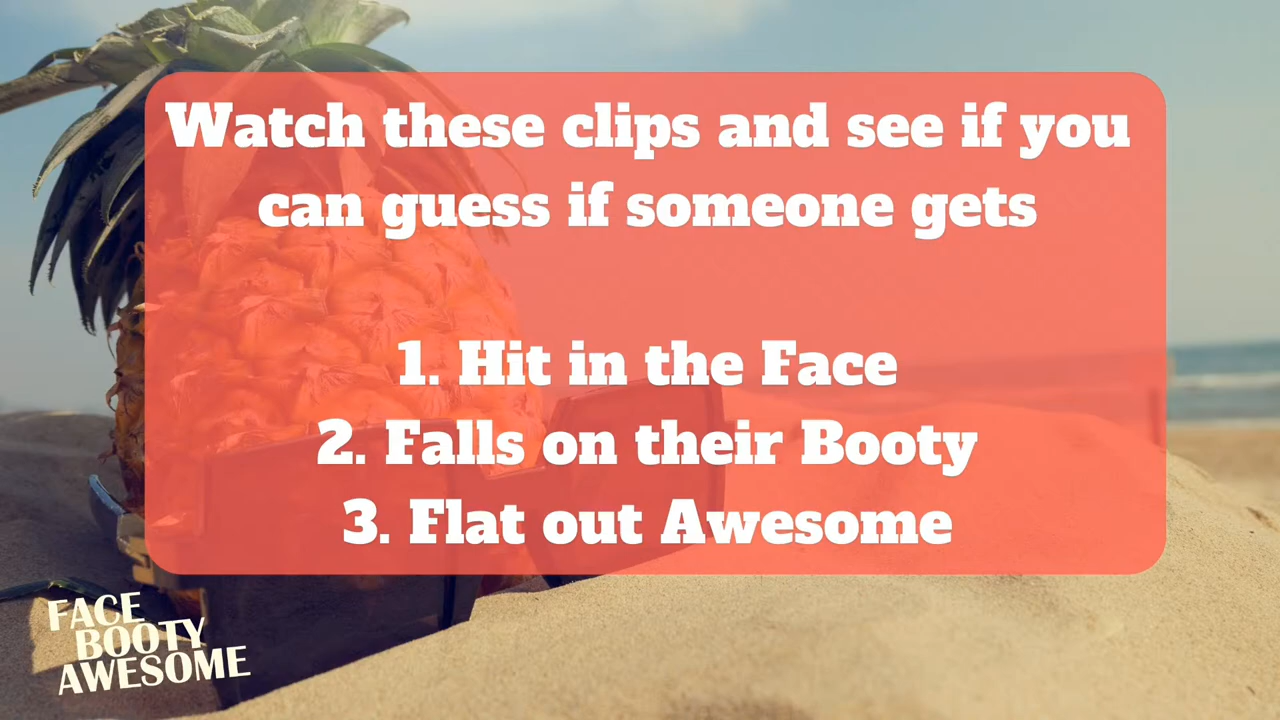 Watch these clips and see if you
can guess if someone gets
1. Hit in the Face
2. Falls on their Booty
3. Flat out Awesome
FACE
BOOTY
AWESOME